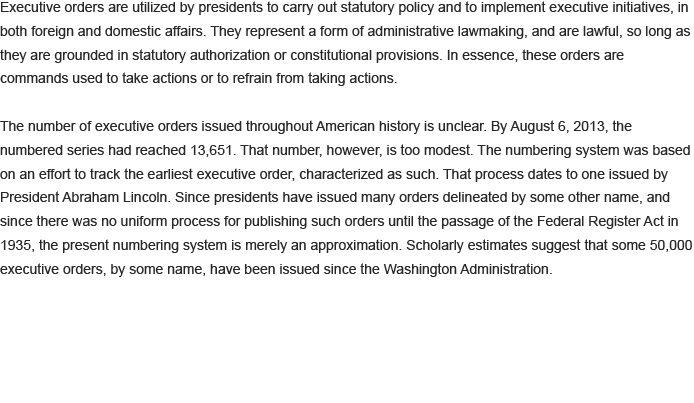 Executive orders are utilized by presidents to carry out statutory policy and to implement executive initiatives, in
both foreign and domestic affairs. They represent a form of administrative lawmaking, and are lawful, so long as
they are grounded in statutory authorization or constitutional provisions. In essence, these orders are
commands used to take actions or to refrain from taking actions.
The number of executive orders issued throughout American history is unclear. By August 6, 2013, the
numbered series had reached 13,651. That number, however, is too modest. The numbering system was based
on an effort to track the earliest executive order, characterized as such. That process dates to one issued by
President Abraham Lincoln. Since presidents have issued many orders delineated by some other name, and
since there was no uniform process for publishing such orders until the passage of the Federal Register Act in
1935, the present numbering system is merely an approximation. Scholarly estimates suggest that some 50,000
executive orders, by some name, have been issued since the Washington Administration.